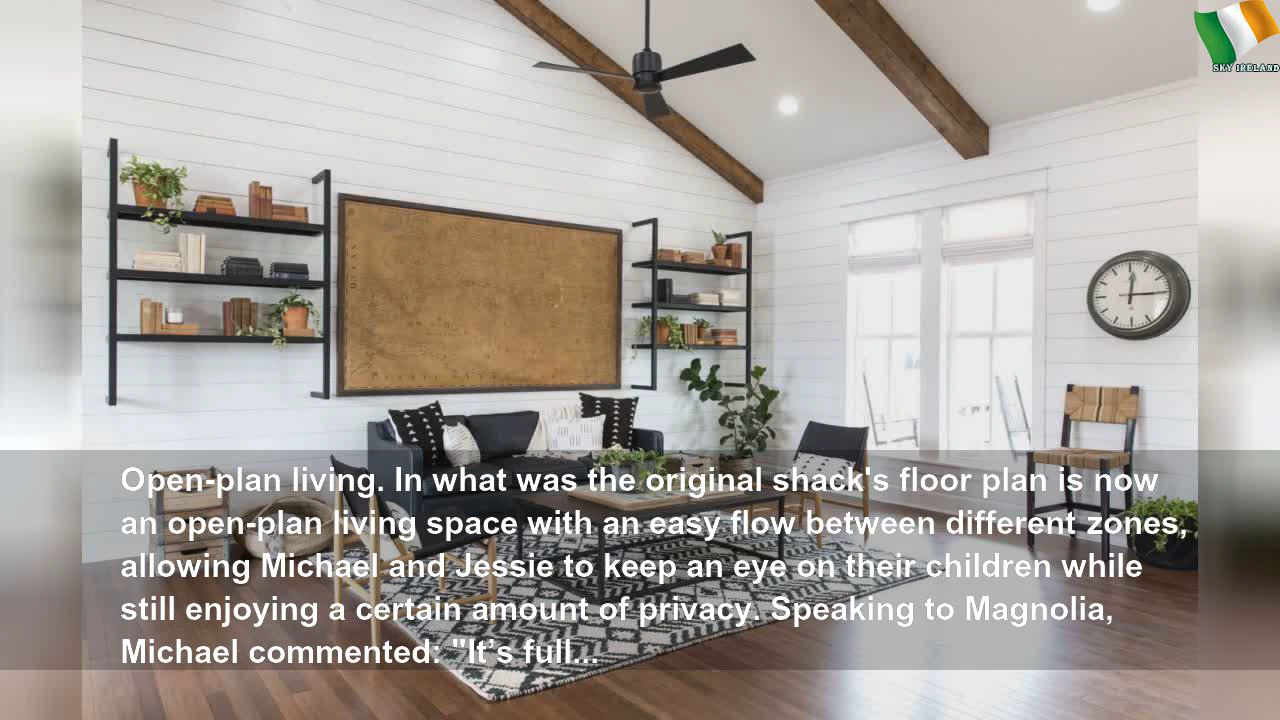 SKY IRELAND
Open-plan living. In what was the original shack's floor plan is now
an open-plan living space with an easy flow between different zones,
allowing Michael and Jessie to keep an eye on their children while
still enjoying a certain amount of privacy. Speaking to Magnolia,
Michael commented: "It’s full...